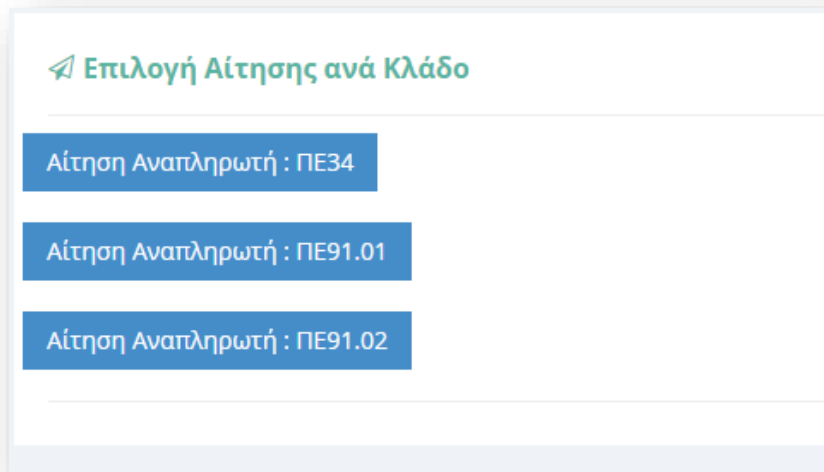 Επιλογή Αίτησης ανά Κλάδο
Αίτηση Αναπληρωτή : ΠΕ34
Αίτηση Αναπληρωτή : ΠΕ91.01
Αίτηση Αναπληρωτή : ΠΕ91.02